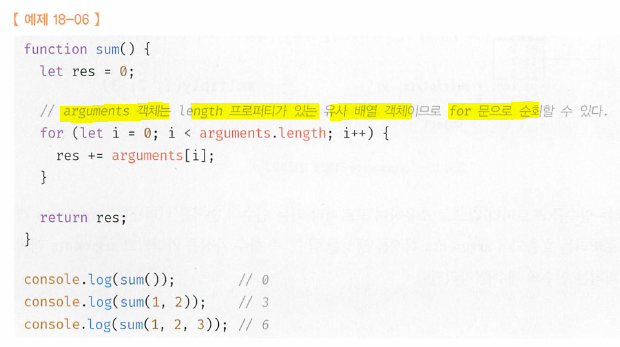 【 예제 18-06 】
function sum() {
let res = 0;
// arguments 객체는 length 프로퍼티가 있는 유사 배열 객체이므로 for 문으로 순회할 수 있다.
for (let i = 0; i < arguments.length; i++) {
res += arguments[i];
}
return res;
}
console.log(sum()); // 0
console.log(sum(1, 2)); // 3
console.log(sum(1, 2, 3)); // 6